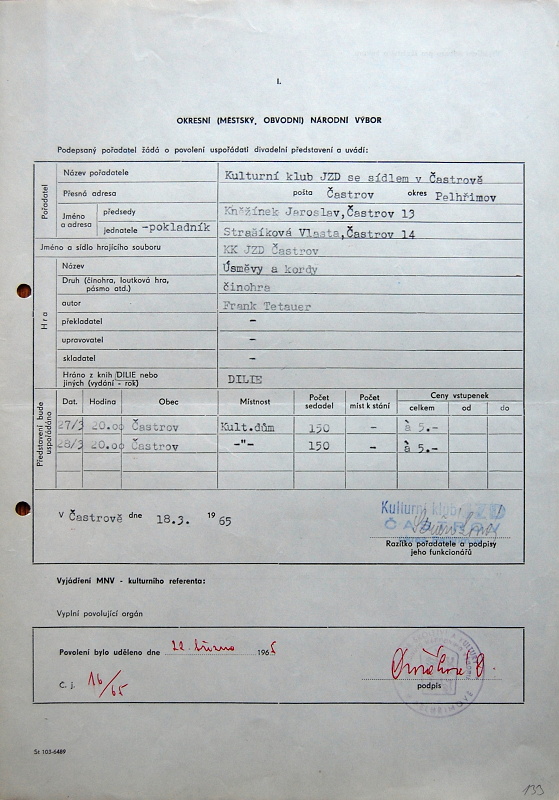 I.
OKRESNÍ (MĚSTSKÝ, OBVODNÍ) NÁRODNÍ VÝBOR
Podepsaný pořadatel žádá o povolení uspořádati divadelní představení a uvádí:
Pořadatel
Název pořadatele Kulturní klub JZD se sídlem v Častrově
Přesná adresa pošta Častrov okres Pelhřimov
Jméno a adresa předsedy Kněžínek Jaroslav, Častrov 13
jednatele -pokladník Strašíková Vlasta, Častrov 14
Jméno a sídlo hrajícího souboru KK JZD Častrov
Hra
Název Úsměvy a kordy
Druh (činohra, loutková hra, pásmo atd.) činohra
autor Frank Tetauer
překladatel -
upravovatel -
skladatel -
Hráno z knih DILIE nebo jiných (vydání - rok) DILIE
Představení bude uspořádáno
Dat. Hodina Obec Místnost Počet sedadel Počet míst k stání Ceny vstupenek
celkem od do
27/3 20.00 Častrov Kult.dům 150 - à 5.-
28/3 20.00 Častrov -"- 150 - à 5.-
V Častrově dne 18.3. 1965
Kulturní klub JZD
ČASTROV
Razítko pořadatele a podpisy
jeho funkcionářů
Vyjádření MNV - kulturního referenta:
Vyplní povolující orgán
Povolení bylo uděleno dne 22. března 1965
Č. j. 16/65
podpis
St 103-6489
133